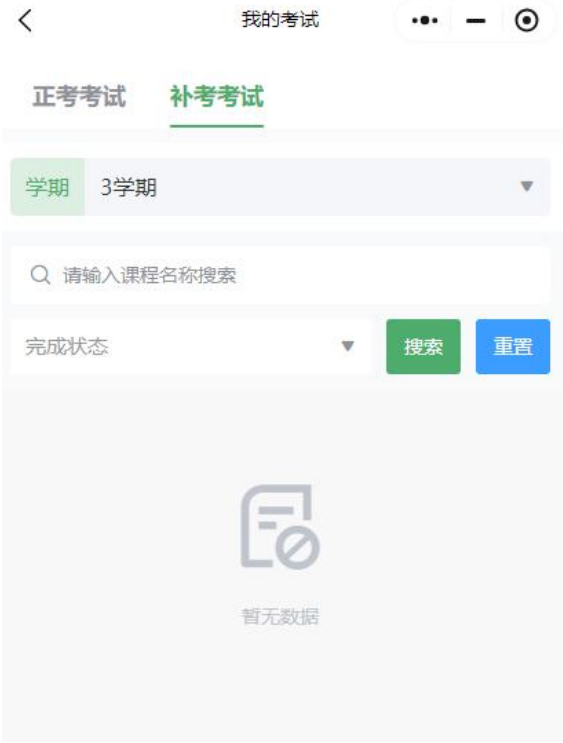 我的考试
正考考试 补考考试
学期 3学期
请输入课程名称搜索
完成状态 搜索 重置
暂无数据